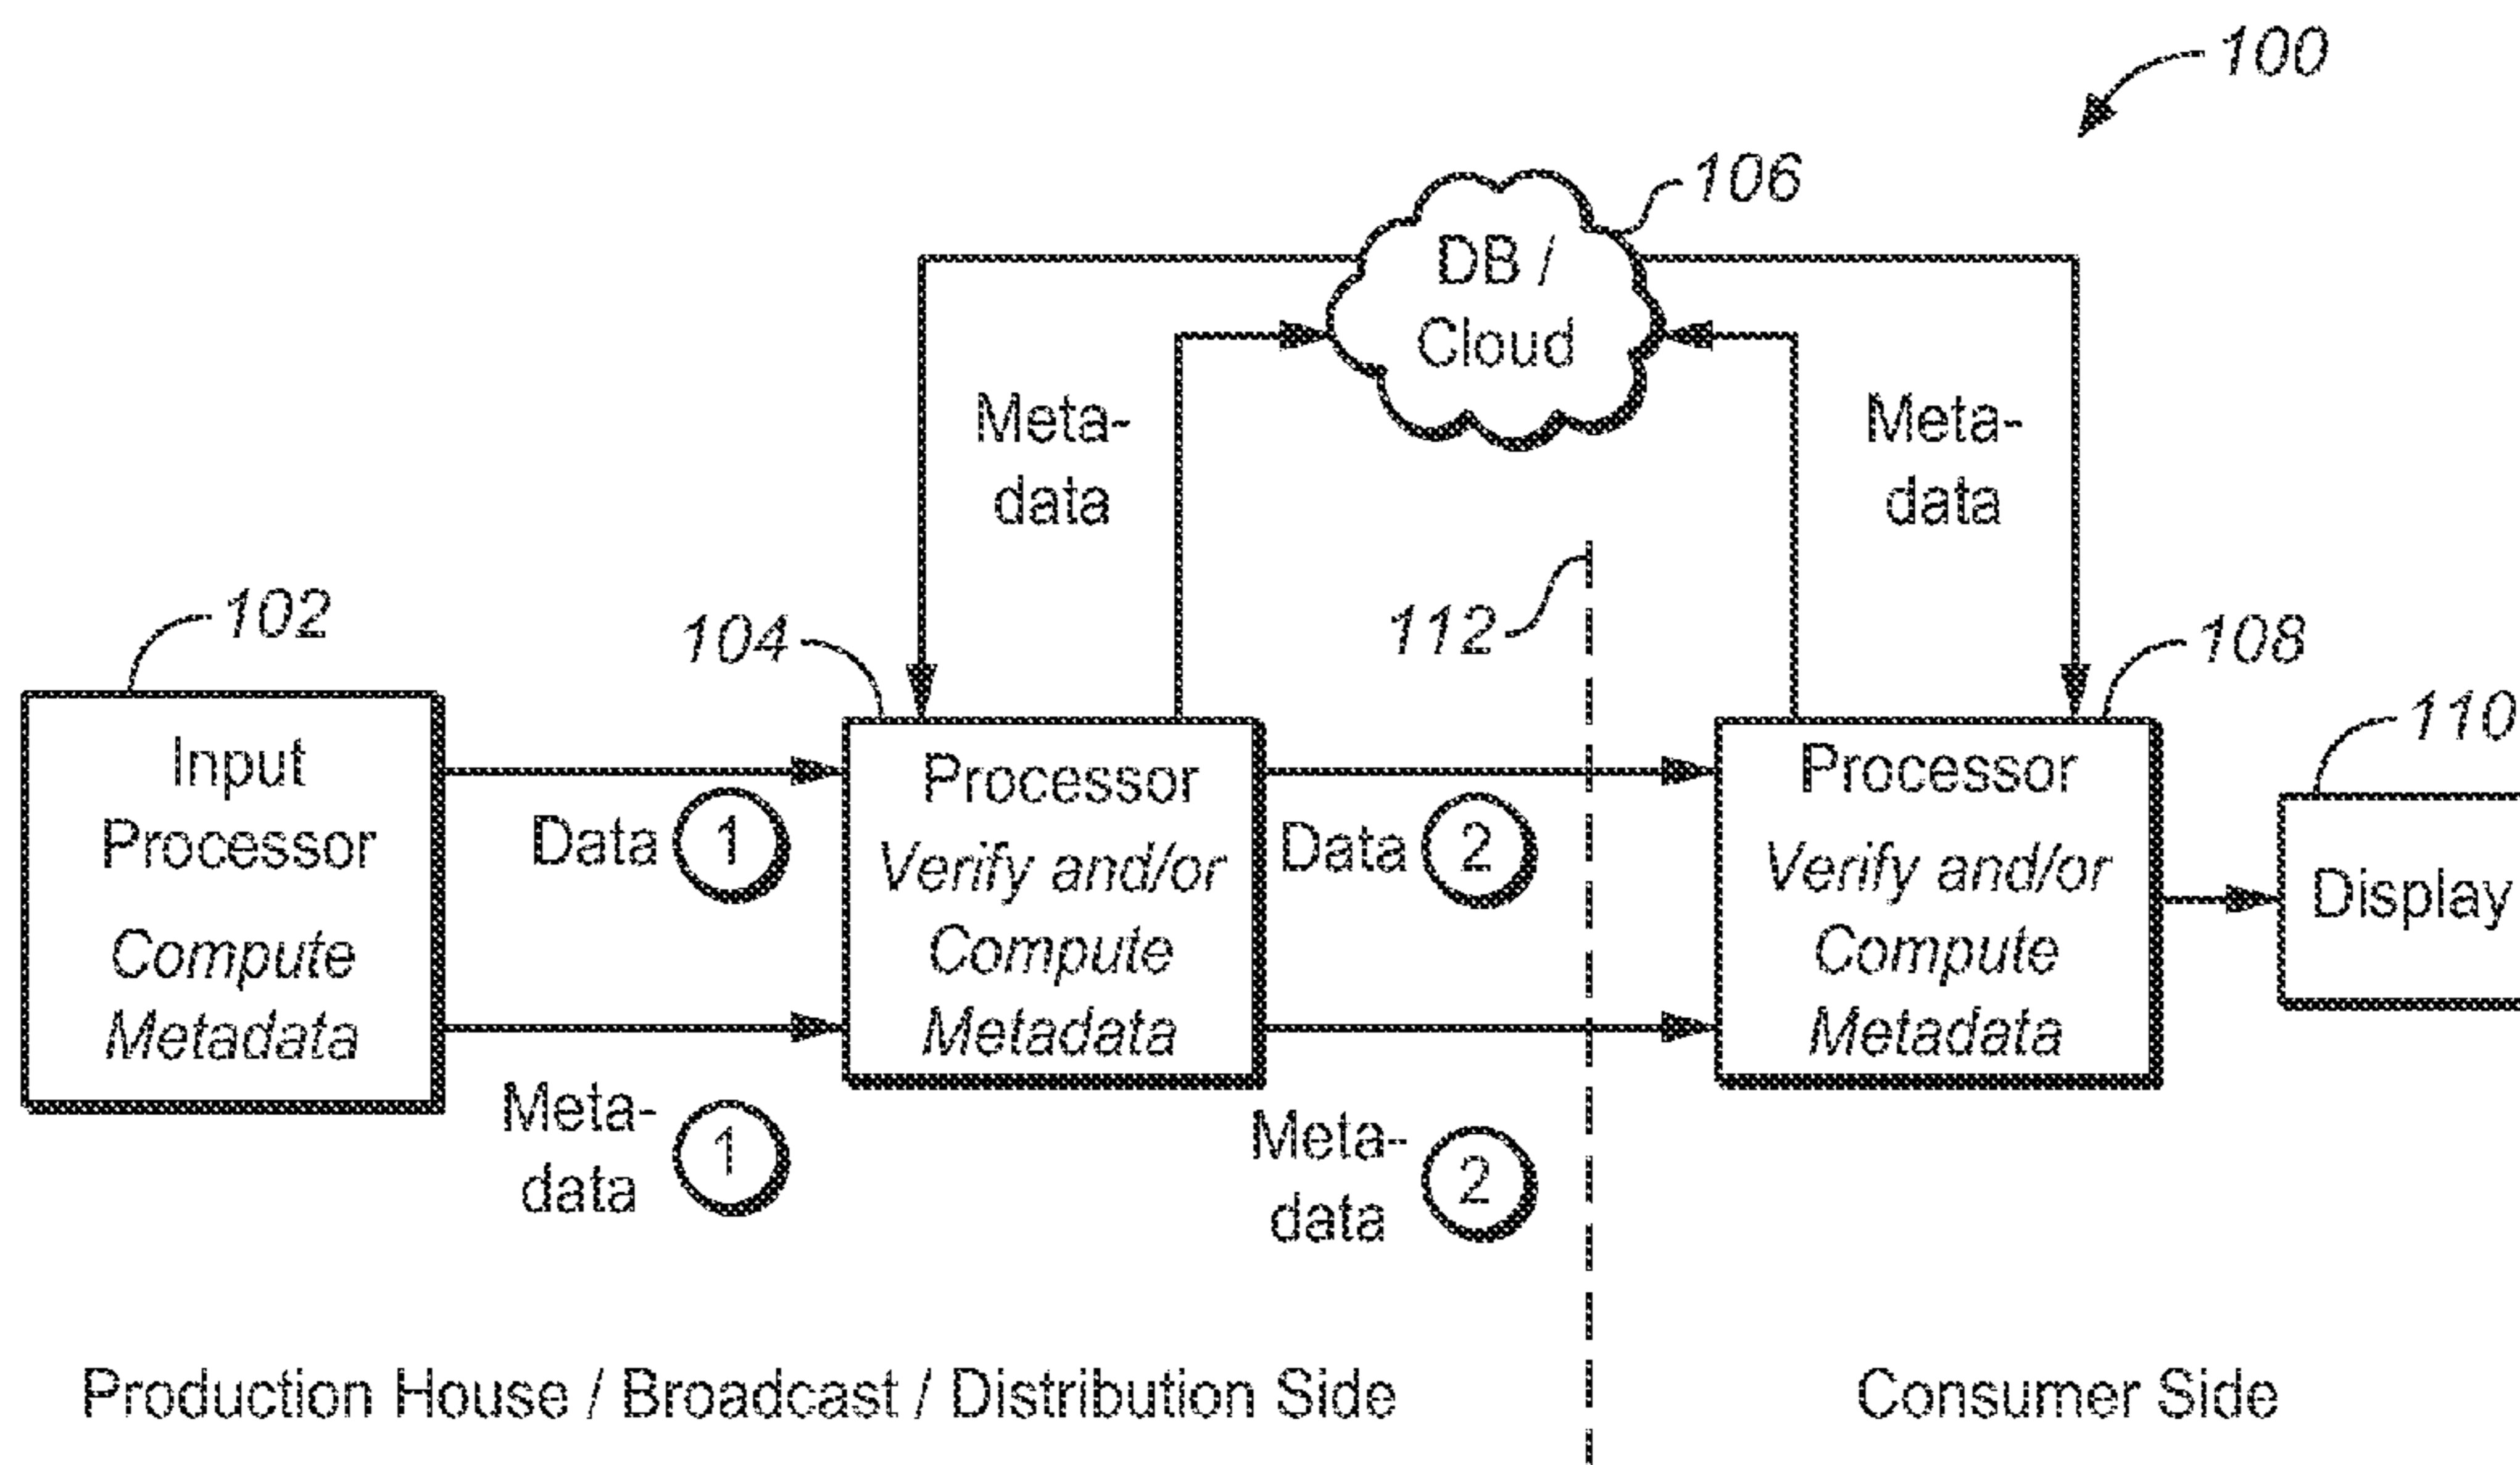 100
106
DB /
Cloud
Meta-
data
Meta-
data
112
102
104
108
110
Input
Processor
Compute
Metadata
Data 1
Meta-
data 1
Processor
Verify and/or
Compute
Metadata
Data 2
Meta-
data 2
Processor
Verify and/or
Compute
Metadata
Display
Production House / Broadcast / Distribution Side
Consumer Side